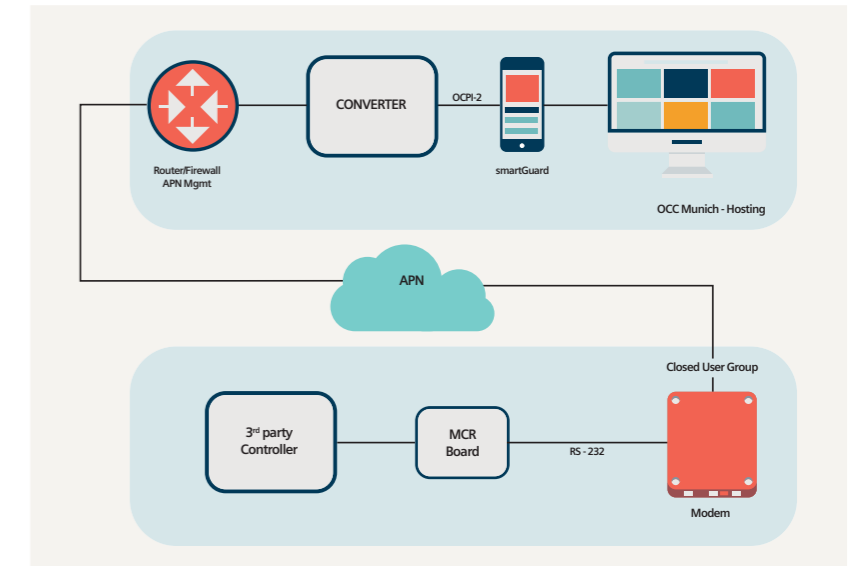 CONVERTER
OCPI-2
Router/Firewall
APN Mgmt
smartGuard
OCC Munich - Hosting
APN
Closed User Group
3rd party
Controller
MCR
Board
RS - 232
Modem